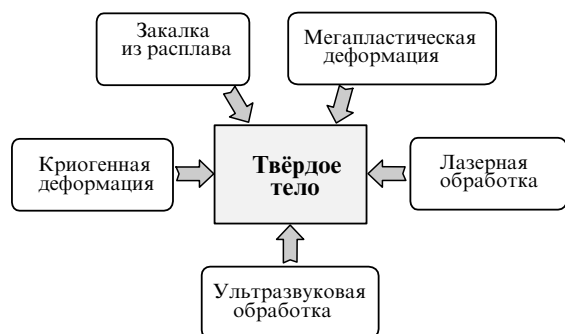 Закалка
из расплава
Мегапластическая
деформация
Криогенная
деформация
Твёрдое
тело
Лазерная
обработка
Ультразвуковая
обработка